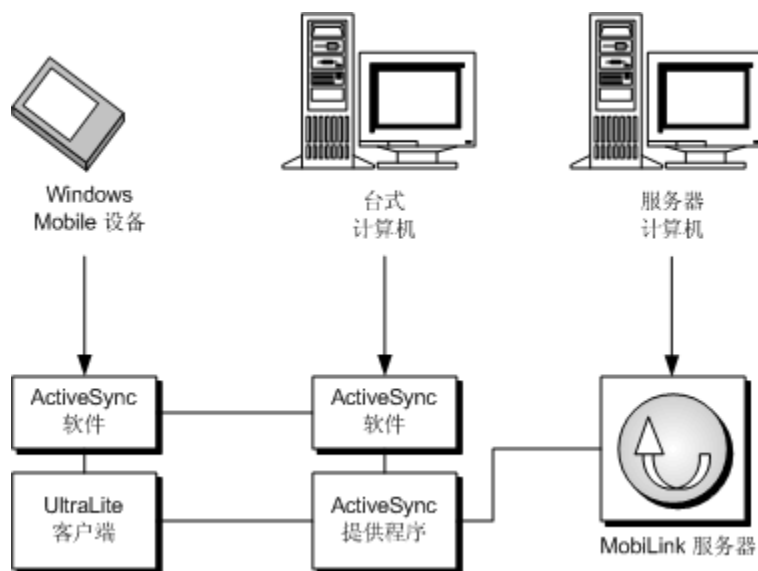 Windows
Mobile 设备
台式
计算机
服务器
计算机
ActiveSync
软件
ActiveSync
软件
UltraLite
客户端
ActiveSync
提供程序
MobiLink 服务器